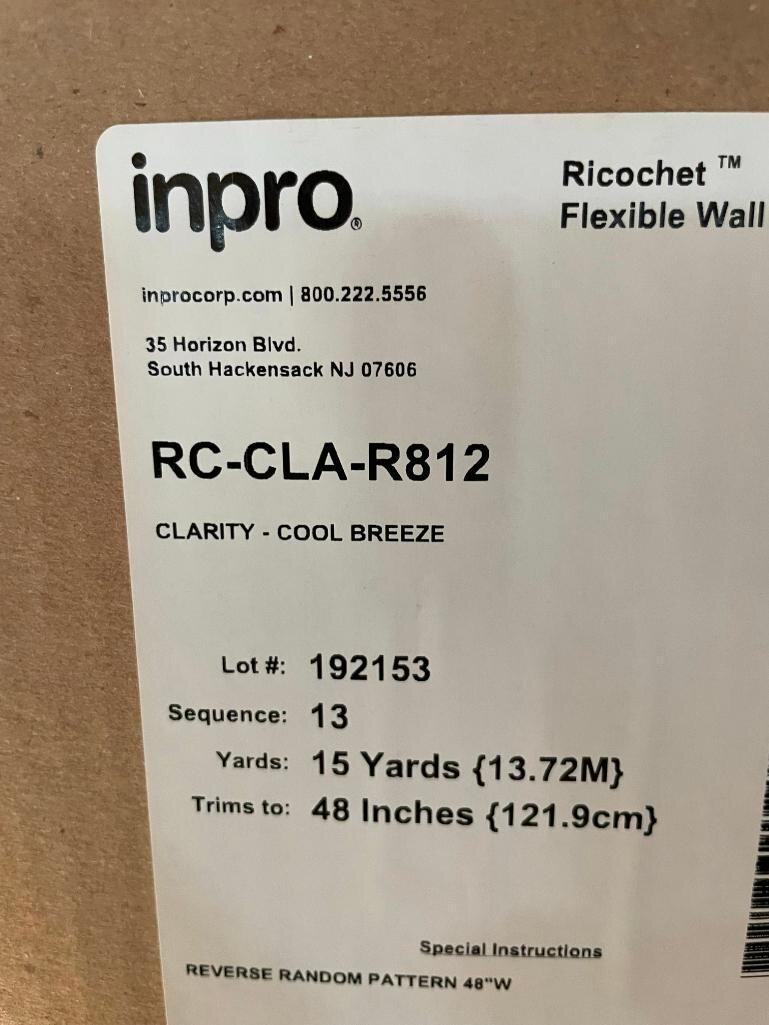 inpro®
Ricochet™
Flexible Wall
inprocorp.com | 800.222.5556
35 Horizon Blvd.
South Hackensack NJ 07606
RC-CLA-R812
CLARITY - COOL BREEZE
Lot #: 192153
Sequence: 13
Yards: 15 Yards {13.72M}
Trims to: 48 Inches {121.9cm}
Special Instructions
REVERSE RANDOM PATTERN 48"W